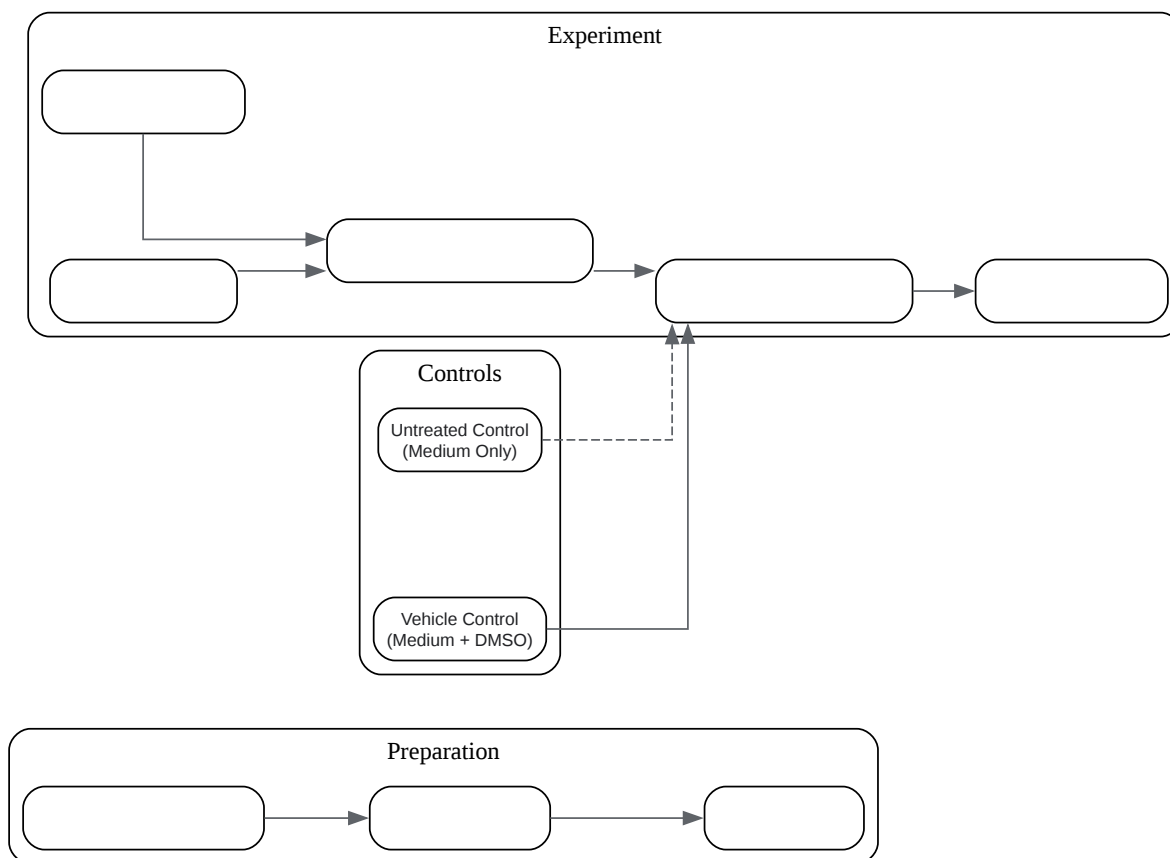 Experiment
Controls
Untreated Control
(Medium Only)
Vehicle Control
(Medium + DMSO)
Preparation